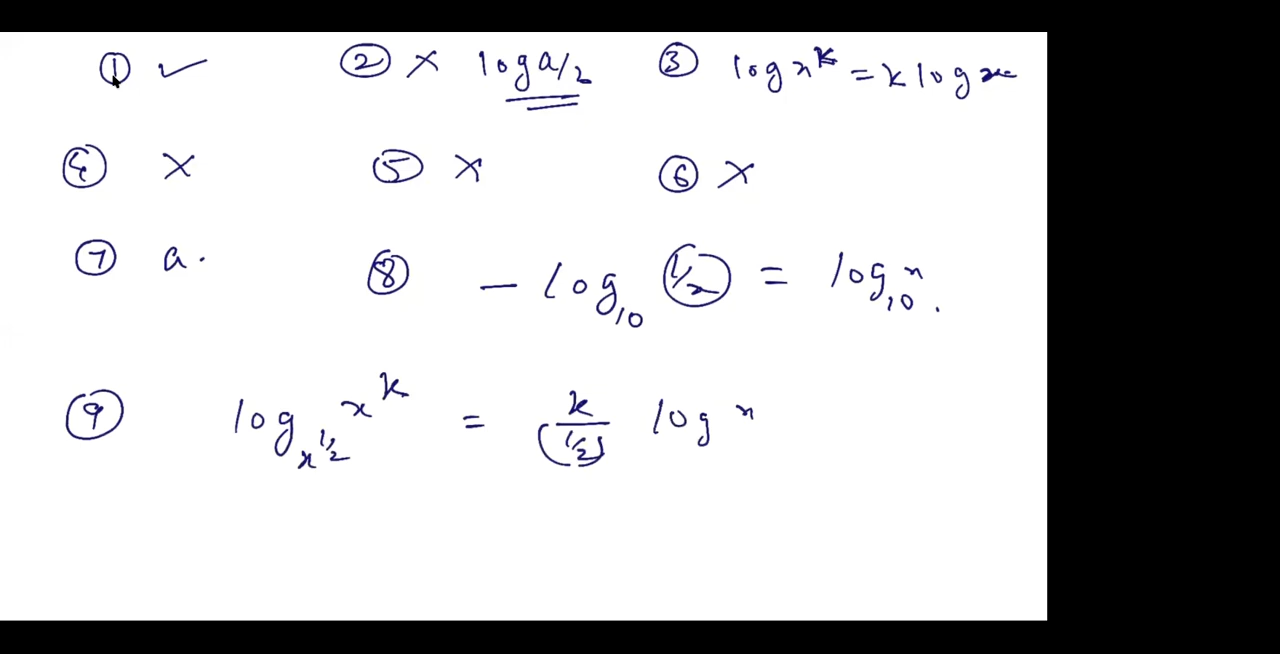 ① ✓ ② × log a/2 ③ log x^k = k log x
④ × ⑤ × ⑥ ×
⑦ a. ⑧ − log₁₀ (1/x) = log₁₀ x.
⑨ log_{x^{1/2}} x^k = k/(1/2) log x